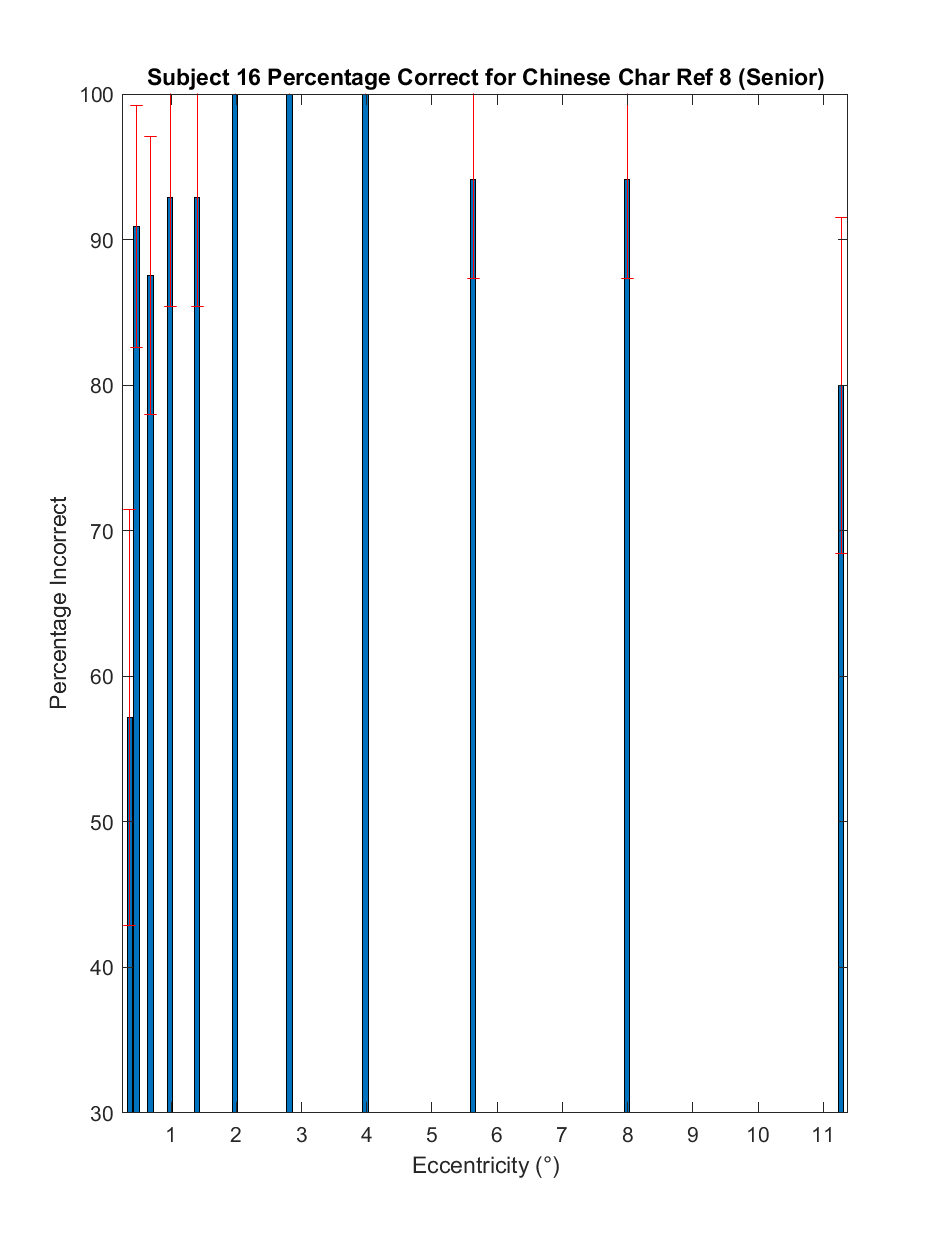 Subject 16 Percentage Correct for Chinese Char Ref 8 (Senior)
100
90
80
70
60
50
40
30
Percentage Incorrect
1 2 3 4 5 6 7 8 9 10 11
Eccentricity (°)